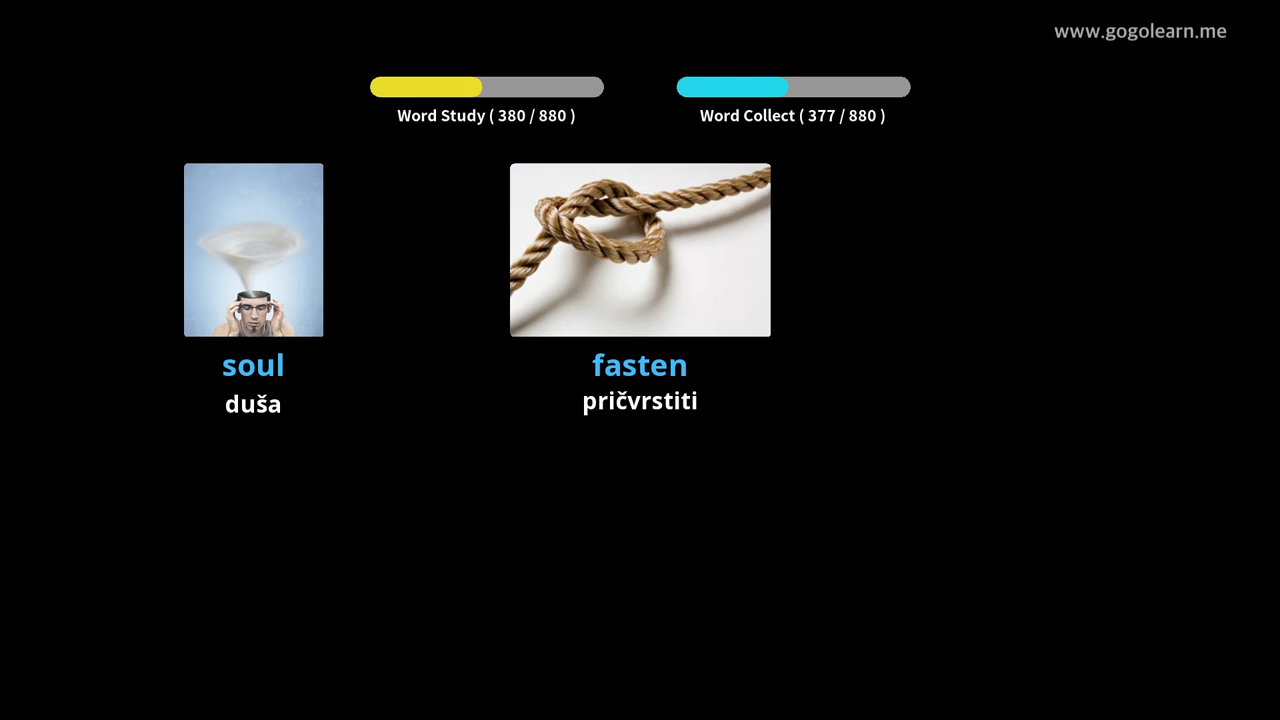 www.gogolearn.me
Word Study ( 380 / 880 )
Word Collect ( 377 / 880 )
soul
duša
fasten
pričvrstiti